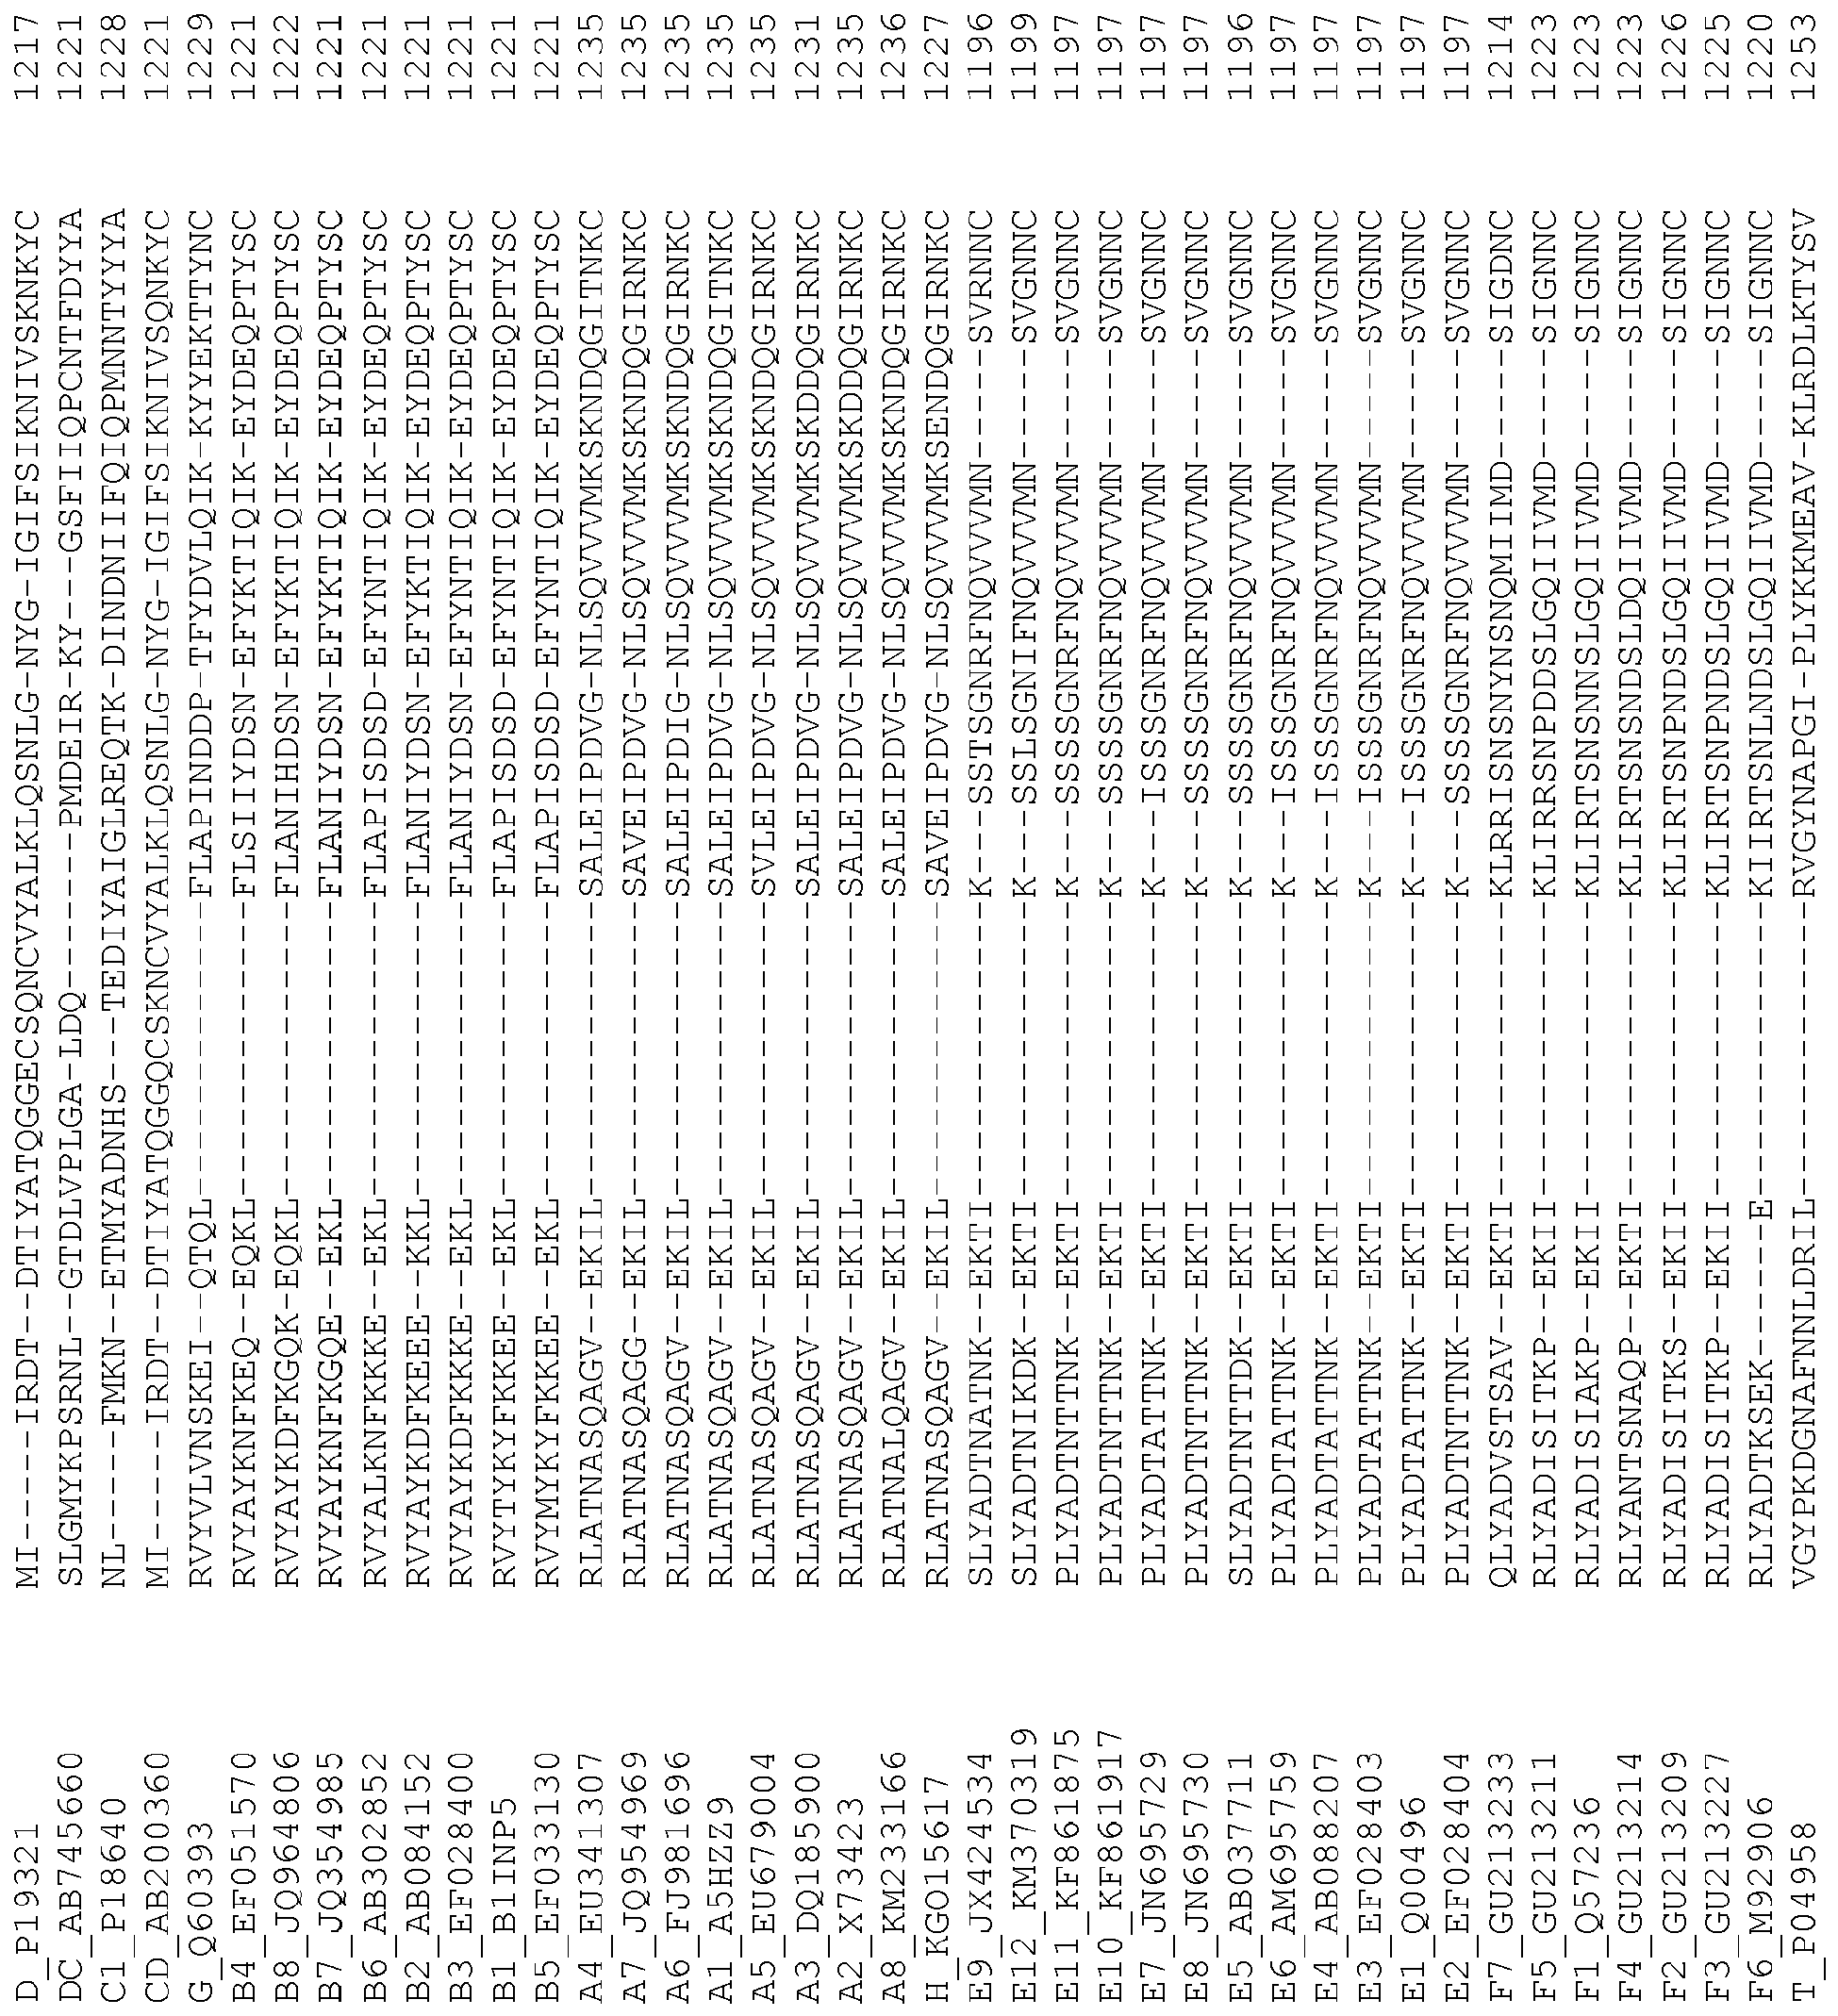 D_P19321 MI-----IRDT--DTIYATQGGECSQNCVYALKLQSNLG-NYG-IGIFSIKNIVSKNKYC 1217
DC_AB745660 SLGMYKPSRNL--GTDLVPLGA-LDQ-------PMDEIR-KY---GSFIIQPCNTFDYYA 1221
C1_P18640 NL-----FMKN--ETMYADNHS---TEDIYAIGLREQTK-DINDNIIFQIQPMNNTYYYA 1228
CD_AB200360 MI-----IRDT--DTIYATQGGQCSKNCVYALKLQSNLG-NYG-IGIFSIKNIVSQNKYC 1221
G_Q60393 RVYVLVNSKEI--QTQL-------------FLAPINDDP-TFYDVLQIK-KYYEKTTYNC 1229
B4_EF051570 RVYAYKNFKEQ--EQKL-------------FLSIIYDSN-EFYKTIQIK-EYDEQPTYSC 1221
B8_JQ964806 RVYAYKDFKGQK-EQKL-------------FLANIHDSN-EFYKTIQIK-EYDEQPTYSC 1222
B7_JQ354985 RVYAYKNFKGQE--EKL-------------FLANIYDSN-EFYKTIQIK-EYDEQPTYSC 1221
B6_AB302852 RVYALKNFKKKE--EKL-------------FLAPISDSD-EFYNTIQIK-EYDEQPTYSC 1221
B2_AB084152 RVYAYKDFKEEE--KKL-------------FLANIYDSN-EFYKTIQIK-EYDEQPTYSC 1221
B3_EF028400 RVYAYKDFKKKE--EKL-------------FLANIYDSN-EFYNTIQIK-EYDEQPTYSC 1221
B1_B1INP5 RVYTYKYFKKEE--EKL-------------FLAPISDSD-EFYNTIQIK-EYDEQPTYSC 1221
B5_EF033130 RVYMYKYFKKEE--EKL-------------FLAPISDSD-EFYNTIQIK-EYDEQPTYSC 1221
A4_EU341307 RLATNASQAGV--EKIL-------------SALEIPDVG-NLSQVVVMKSKNDQGITNKC 1235
A7_JQ954969 RLATNASQAGG--EKIL-------------SAVEIPDVG-NLSQVVVMKSKNDQGIRNKC 1235
A6_FJ981696 RLATNASQAGV--EKIL-------------SALEIPDIG-NLSQVVVMKSKNDQGIRNKC 1235
A1_A5HZZ9 RLATNASQAGV--EKIL-------------SALEIPDVG-NLSQVVVMKSKNDQGITNKC 1235
A5_EU679004 RLATNASQAGV--EKIL-------------SVLEIPDVG-NLSQVVVMKSKNDQGIRNKC 1235
A3_DQ185900 RLATNASQAGV--EKIL-------------SALEIPDVG-NLSQVVVMKSKDDQGIRNKC 1231
A2_X73423 RLATNASQAGV--EKIL-------------SALEIPDVG-NLSQVVVMKSKDDQGIRNKC 1235
A8_KM233166 RLATNALQAGV--EKIL-------------SALEIPDVG-NLSQVVVMKSKNDQGIRNKC 1236
H_KGO15617 RLATNASQAGV--EKIL-------------SAVEIPDVG-NLSQVVVMKSENDQGIRNKC 1227
E9_JX424534 SLYADTNATNK--EKTI-------------K---SSTSGNRFNQVVVMN-----SVRNNC 1196
E12_KM370319 SLYADTNIKDK--EKTI-------------K---SSLSGNIFNQVVVMN-----SVGNNC 1199
E11_KF861875 PLYADTNTTNK--EKTI-------------K---SSSSGNRFNQVVVMN-----SVGNNC 1197
E10_KF861917 PLYADTNTTNK--EKTI-------------K---SSSSGNRFNQVVVMN-----SVGNNC 1197
E7_JN695729 PLYADTATTNK--EKTI-------------K---ISSSGNRFNQVVVMN-----SVGNNC 1197
E8_JN695730 PLYADTNTTNK--EKTI-------------K---SSSSGNRFNQVVVMN-----SVGNNC 1197
E5_AB037711 SLYADTNTTDK--EKTI-------------K---SSSSGNRFNQVVVMN-----SVGNNC 1196
E6_AM695759 PLYADTATTNK--EKTI-------------K---ISSSGNRFNQVVVMN-----SVGNNC 1197
E4_AB088207 PLYADTATTNK--EKTI-------------K---ISSSGNRFNQVVVMN-----SVGNNC 1197
E3_EF028403 PLYADTATTNK--EKTI-------------K---ISSSGNRFNQVVVMN-----SVGNNC 1197
E1_Q00496 PLYADTATTNK--EKTI-------------K---ISSSGNRFNQVVVMN-----SVGNNC 1197
E2_EF028404 PLYADTNTTNK--EKTI-------------K---SSSSGNRFNQVVVMN-----SVGNNC 1197
F7_GU213233 QLYADVSTSAV--EKTI-------------KLRRISNSNYNSNQMIIMD-----SIGDNC 1214
F5_GU213211 RLYADISITKP--EKII-------------KLIRRSNPDDSLGQIIVMD-----SIGNNC 1223
F1_Q57236 RLYADISIAKP--EKII-------------KLIRTSNSNNSLGQIIVMD-----SIGNNC 1223
F4_GU213214 RLYANTSNAQP--EKTI-------------KLIRTSNSNDSLDQIIVMD-----SIGNNC 1223
F2_GU213209 RLYADISITKS--EKII-------------KLIRTSNPNDSLGQIIVMD-----SIGNNC 1226
F3_GU213227 RLYADISITKP--EKII-------------KLIRTSNPNDSLGQIIVMD-----SIGNNC 1225
F6_M92906 RLYADTKSEK------E-------------KIIRTSNLNDSLGQIIVMD-----SIGNNC 1220
T_P04958 VGYPKDGNAFNNLDRIL-------------RVGYNAPGI-PLYKKMEAV-KLRDLKTYSV 1253